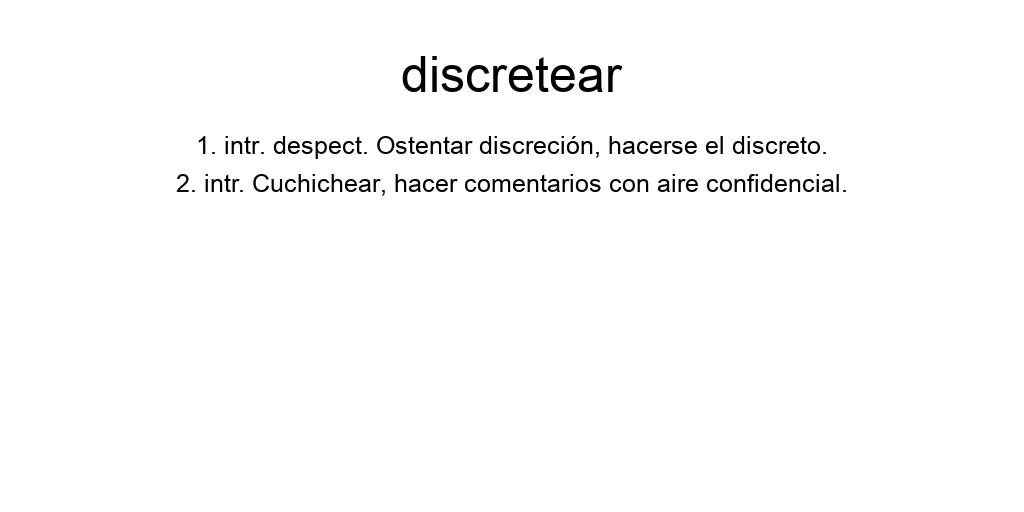 discretear
1. intr. despect. Ostentar discreción, hacerse el discreto.
2. intr. Cuchichear, hacer comentarios con aire confidencial.